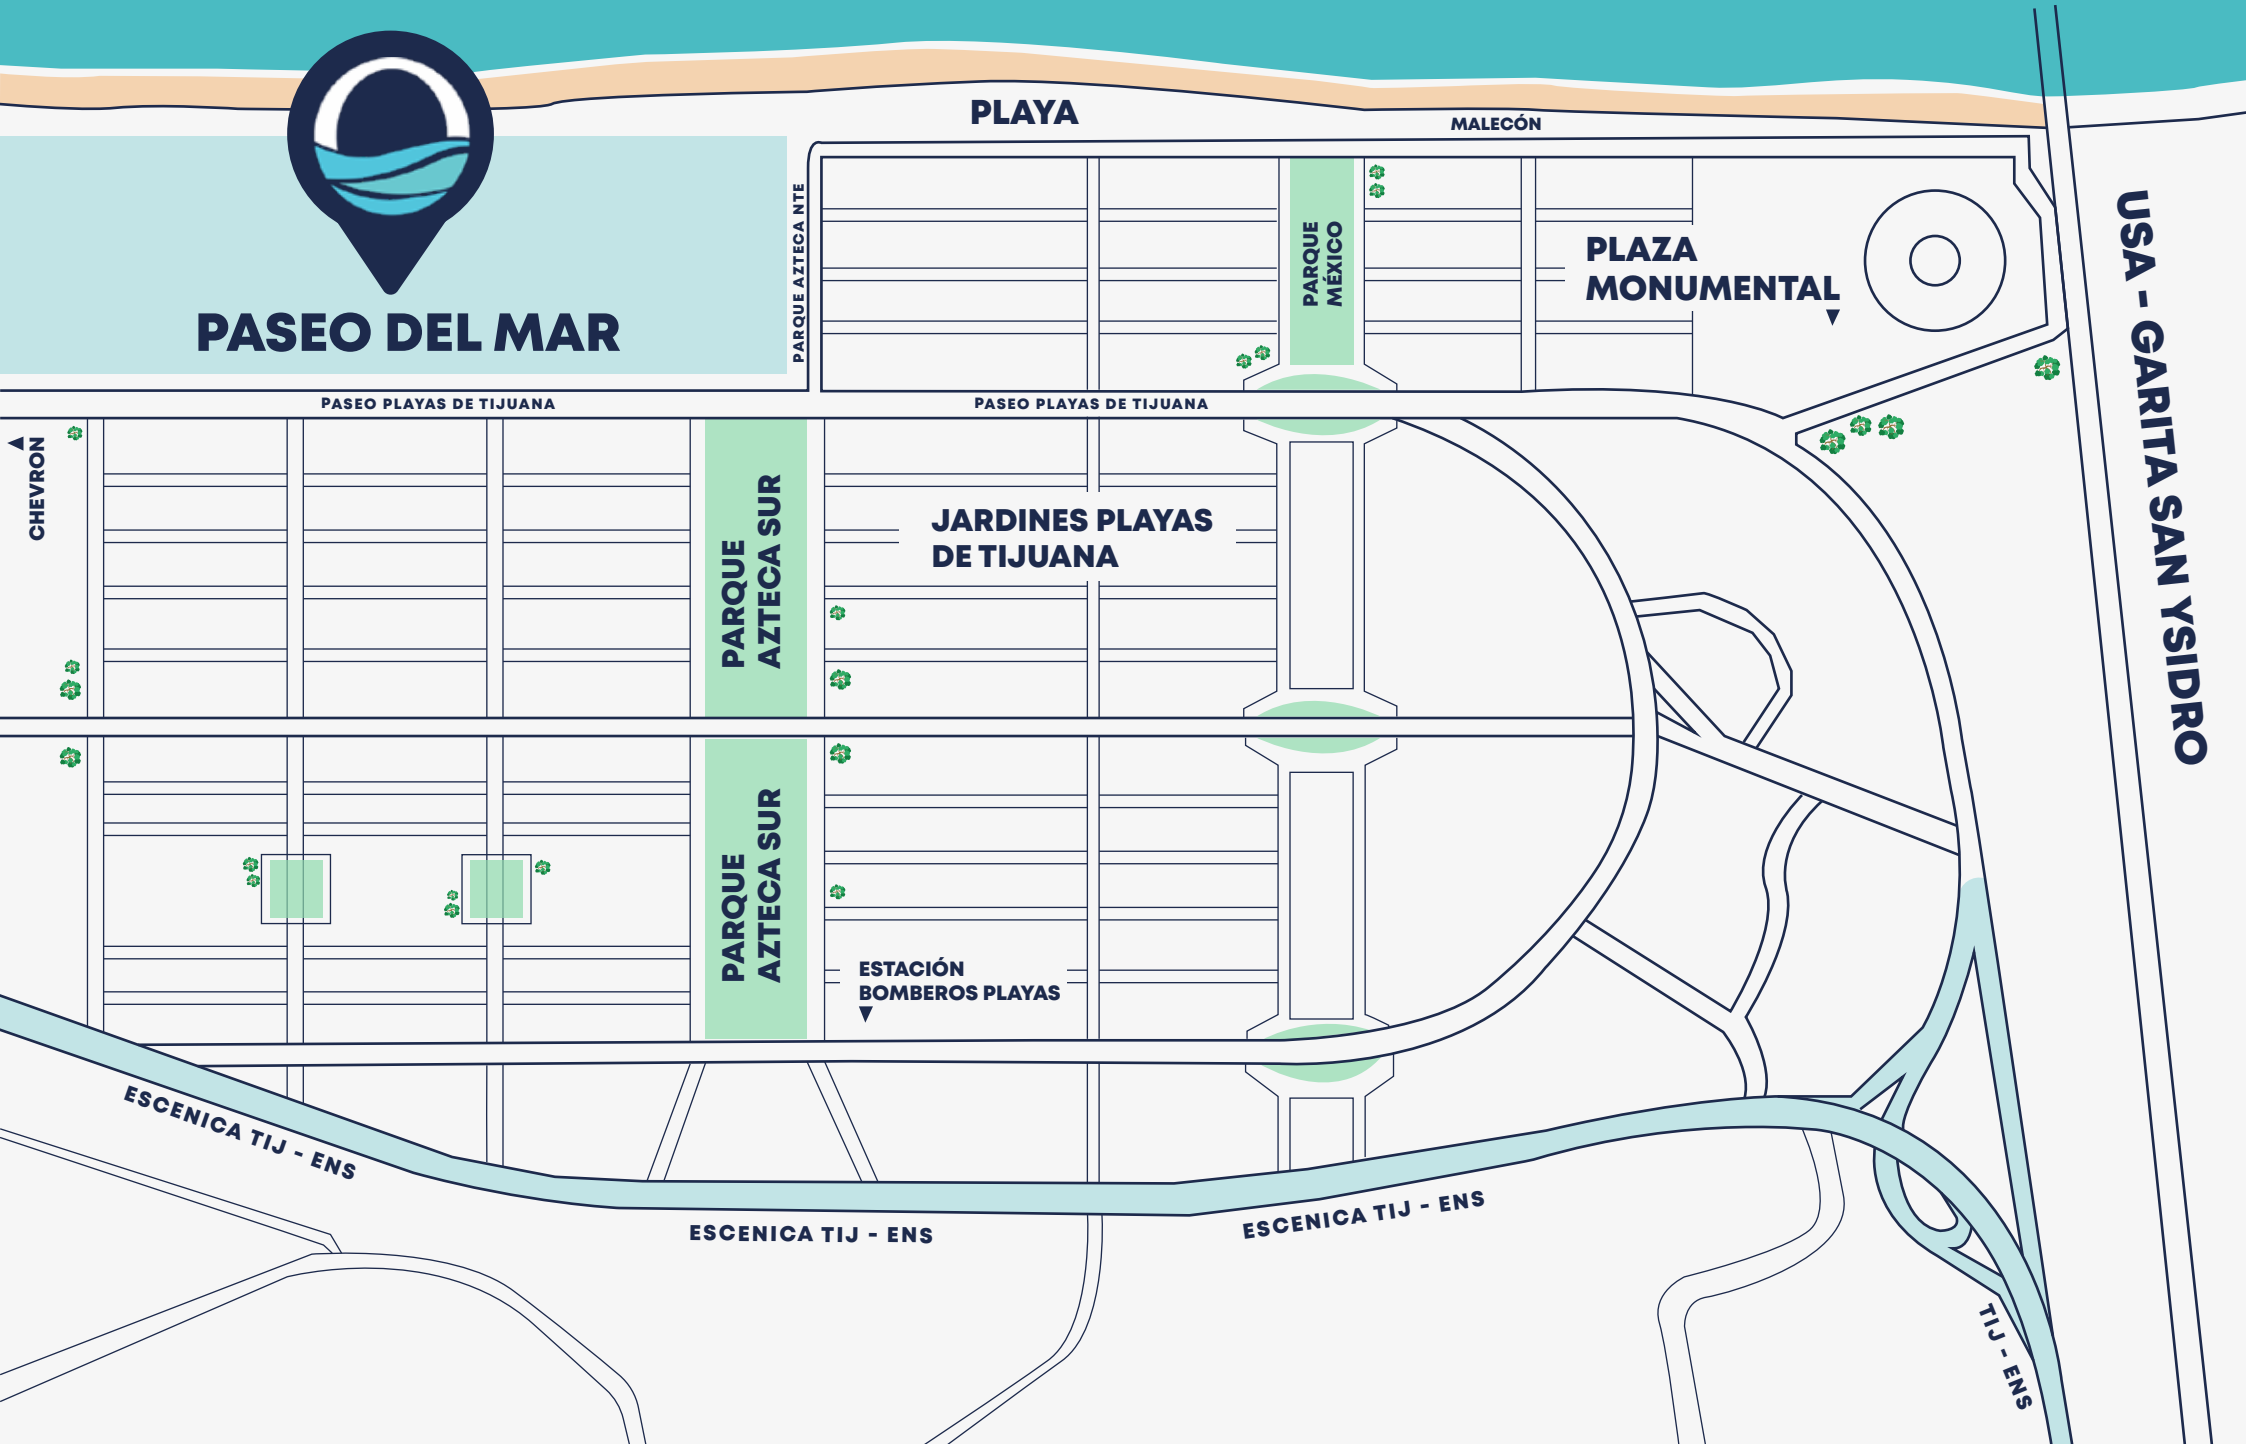 PLAYA
MALECÓN
PASEO DEL MAR
PARQUE AZTECA NTE
PARQUE
MÉXICO
PLAZA
MONUMENTAL
USA - GARITA SAN YSIDRO
PASEO PLAYAS DE TIJUANA
PASEO PLAYAS DE TIJUANA
CHEVRON
PARQUE
AZTECA SUR
JARDINES PLAYAS
DE TIJUANA
PARQUE
AZTECA SUR
ESTACIÓN
BOMBEROS PLAYAS
ESCENICA TIJ - ENS
ESCENICA TIJ - ENS
ESCENICA TIJ - ENS
TIJ - ENS